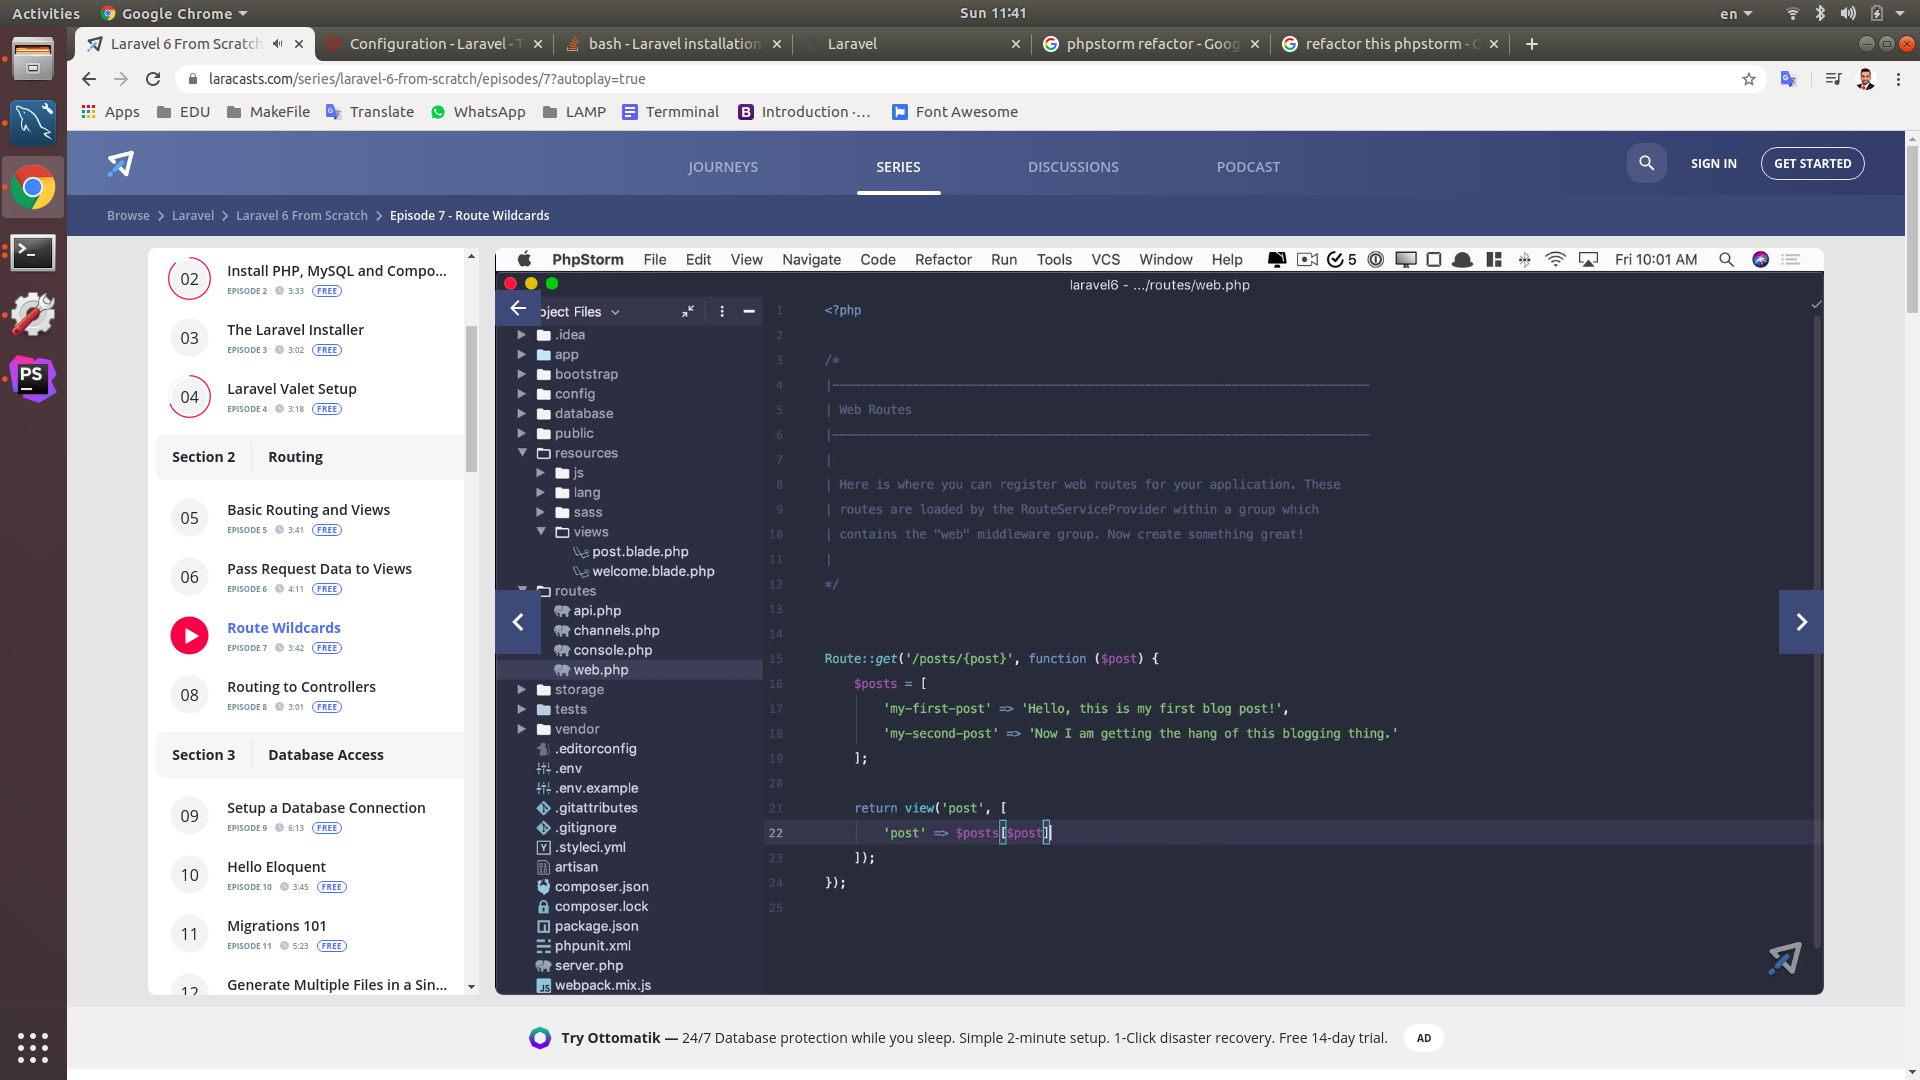 Activities
Google Chrome
Sun 11:41
en
Laravel 6 From Scratch
Configuration - Laravel - T
bash - Laravel installation
Laravel
phpstorm refactor - Goog
refactor this phpstorm - G
laracasts.com/series/laravel-6-from-scratch/episodes/7?autoplay=true
Apps
EDU
MakeFile
Translate
WhatsApp
LAMP
Termminal
Introduction ·...
Font Awesome
JOURNEYS
SERIES
DISCUSSIONS
PODCAST
SIGN IN
GET STARTED
Browse > Laravel > Laravel 6 From Scratch > Episode 7 - Route Wildcards
02
Install PHP, MySQL and Compo...
EPISODE 2 3:33 FREE
03
The Laravel Installer
EPISODE 3 3:02 FREE
04
Laravel Valet Setup
EPISODE 4 3:18 FREE
Section 2 Routing
05
Basic Routing and Views
EPISODE 5 3:41 FREE
06
Pass Request Data to Views
EPISODE 6 4:11 FREE
Route Wildcards
EPISODE 7 3:42 FREE
08
Routing to Controllers
EPISODE 8 3:01 FREE
Section 3 Database Access
09
Setup a Database Connection
EPISODE 9 6:13 FREE
10
Hello Eloquent
EPISODE 10 3:45 FREE
11
Migrations 101
EPISODE 11 5:23 FREE
12
Generate Multiple Files in a Sin...
PhpStorm File Edit View Navigate Code Refactor Run Tools VCS Window Help
5
Fri 10:01 AM
laravel6 - .../routes/web.php
oject Files
.idea
app
bootstrap
config
database
public
resources
js
lang
sass
views
post.blade.php
welcome.blade.php
routes
api.php
channels.php
console.php
web.php
storage
tests
vendor
.editorconfig
.env
.env.example
.gitattributes
.gitignore
.styleci.yml
artisan
composer.json
composer.lock
package.json
phpunit.xml
server.php
webpack.mix.js
1 <?php
2
3 /*
4 |--------------------------------------------------------------------------
5 | Web Routes
6 |--------------------------------------------------------------------------
7 |
8 | Here is where you can register web routes for your application. These
9 | routes are loaded by the RouteServiceProvider within a group which
10 | contains the "web" middleware group. Now create something great!
11 |
12 */
13
14
15 Route::get('/posts/{post}', function ($post) {
16 $posts = [
17 'my-first-post' => 'Hello, this is my first blog post!',
18 'my-second-post' => 'Now I am getting the hang of this blogging thing.'
19 ];
20
21 return view('post', [
22 'post' => $posts[$post]
23 ]);
24 });
25
PS
JS
Try Ottomatik — 24/7 Database protection while you sleep. Simple 2-minute setup. 1-Click disaster recovery. Free 14-day trial.
AD